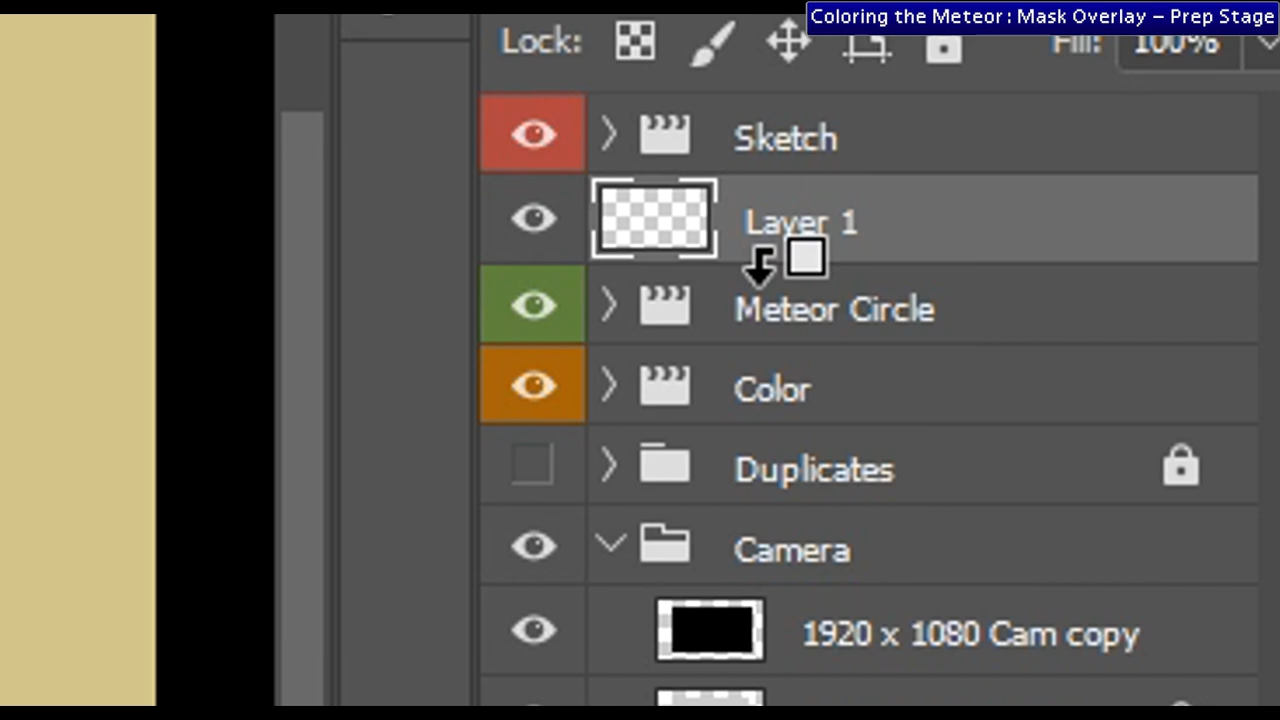 Coloring the Meteor : Mask Overlay – Prep Stage
Lock: Fill: 100%
Sketch
Layer 1
Meteor Circle
Color
Duplicates
Camera
1920 x 1080 Cam copy